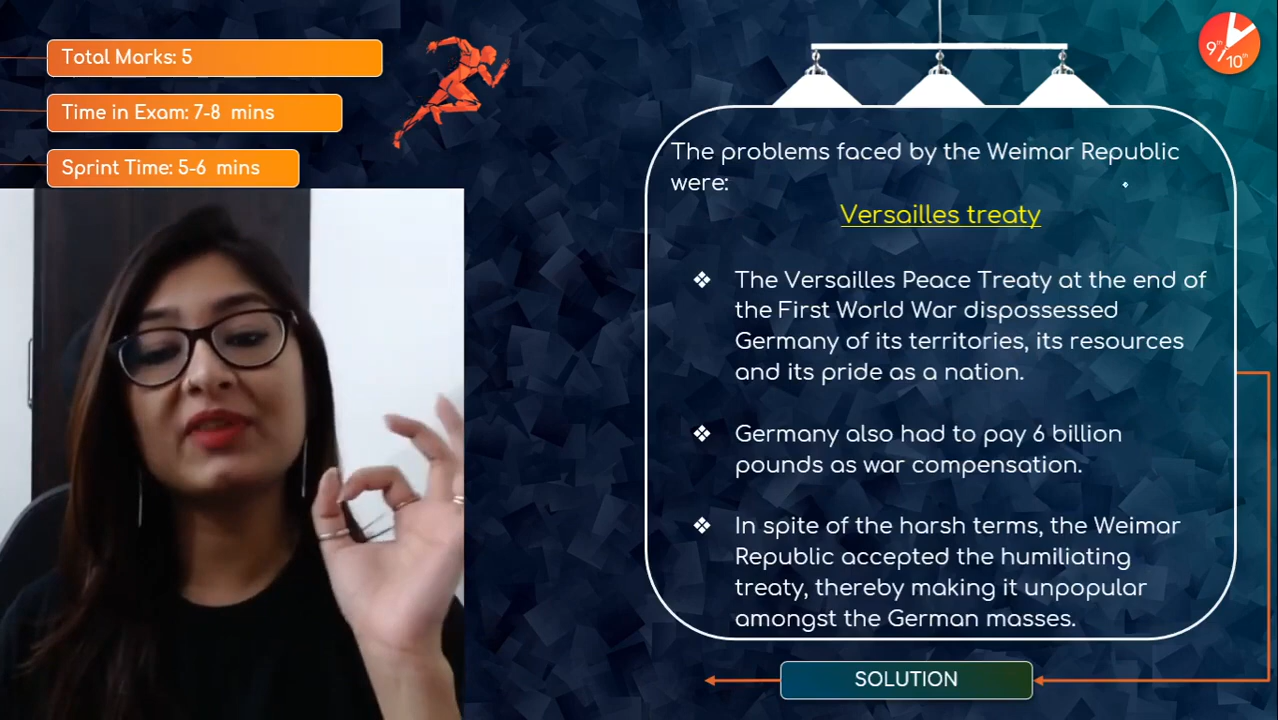 Total Marks: 5
Time in Exam: 7-8 mins
Sprint Time: 5-6 mins
9th
10th
The problems faced by the Weimar Republic
were:
Versailles treaty
❖ The Versailles Peace Treaty at the end of
the First World War dispossessed
Germany of its territories, its resources
and its pride as a nation.
❖ Germany also had to pay 6 billion
pounds as war compensation.
❖ In spite of the harsh terms, the Weimar
Republic accepted the humiliating
treaty, thereby making it unpopular
amongst the German masses.
SOLUTION